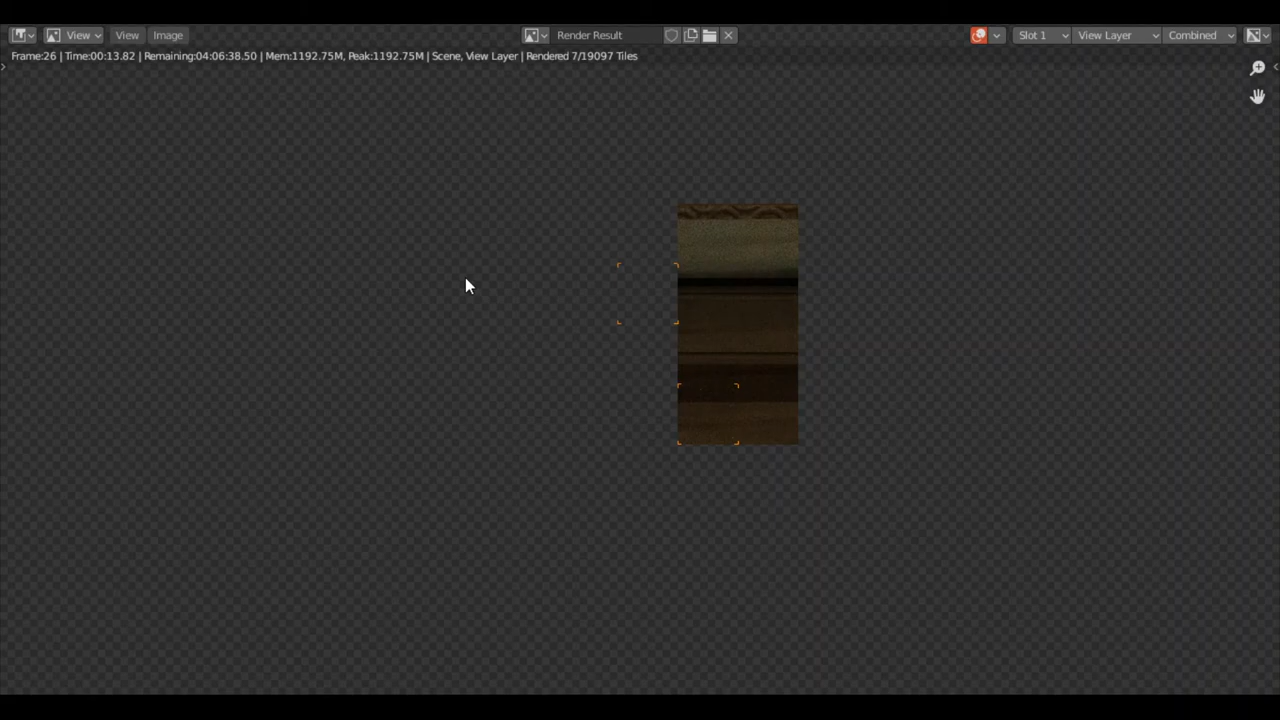 View View Image Render Result Slot 1 View Layer Combined
Frame:26 | Time:00:13.82 | Remaining:04:06:38.50 | Mem:1192.75M, Peak:1192.75M | Scene, View Layer | Rendered 7/19097 Tiles